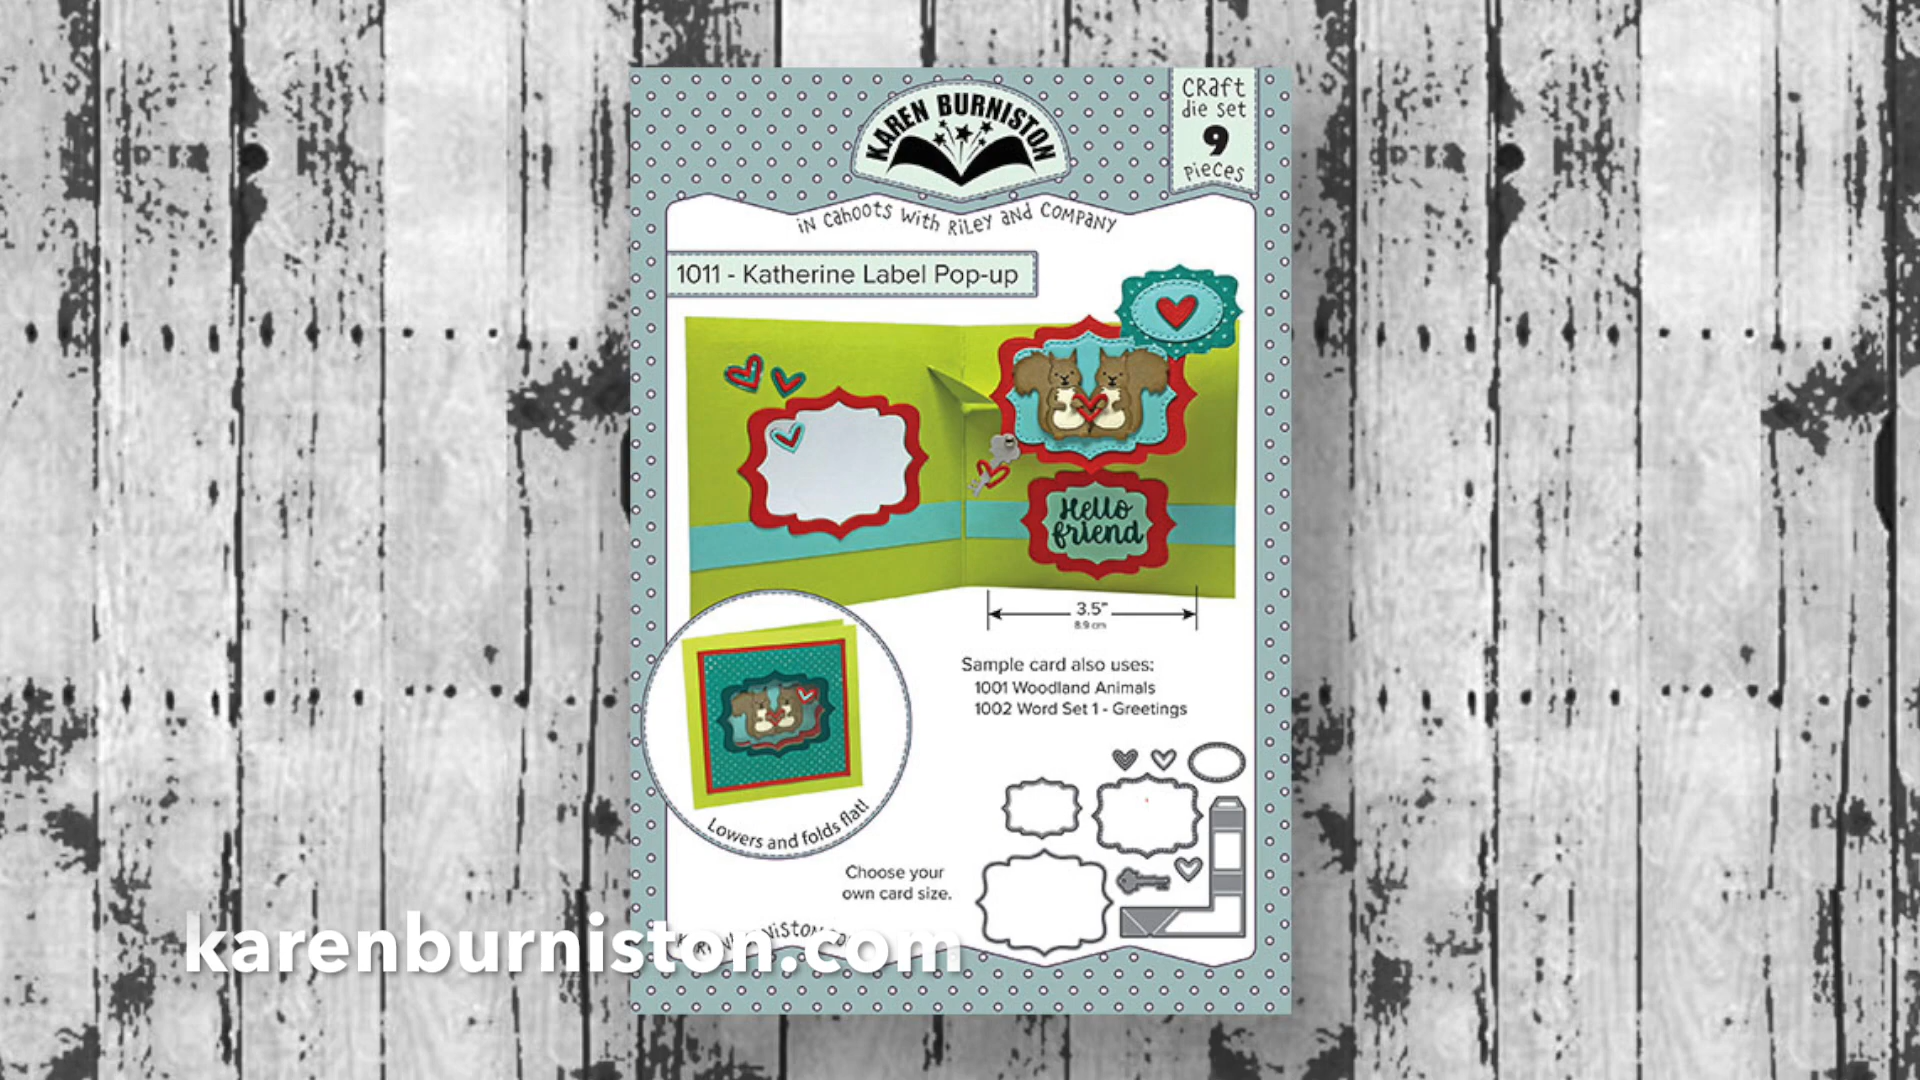 KAREN BURNISTON
CRaft
die set
9
pieces
iN cahoots with RiLey aNd COMPANY
1011 - Katherine Label Pop-up
Hello
friend
3.5"
8.9 cm
Sample card also uses:
1001 Woodland Animals
1002 Word Set 1 - Greetings
Lowers and folds flat!
Choose your
own card size.
karenburniston.com